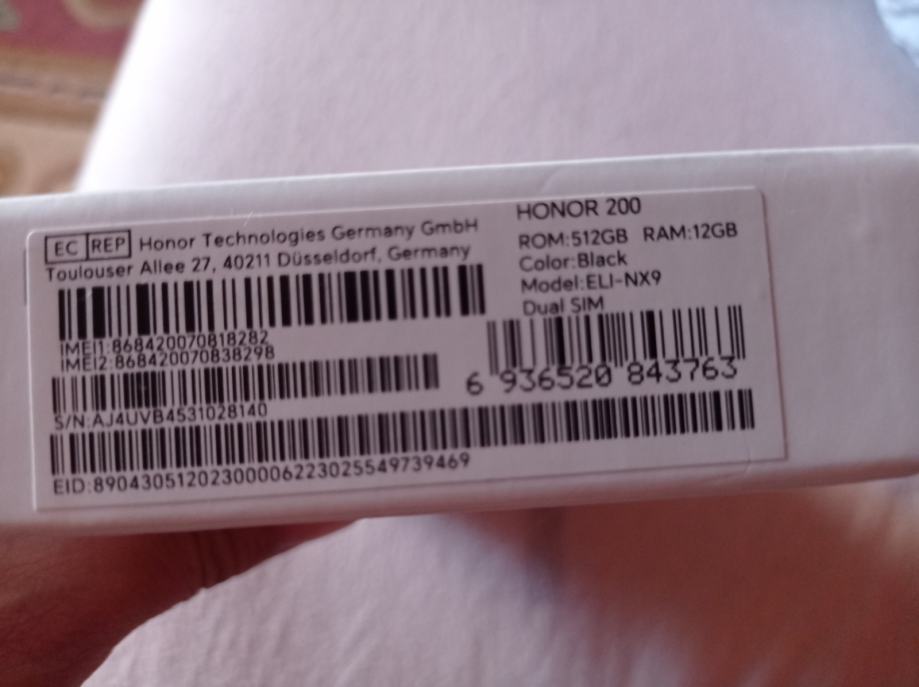 EC REP Honor Technologies Germany GmbH
Toulouser Allee 27, 40211 Düsseldorf, Germany
IMEI1:868420070818282
IMEI2:868420070838298
S/N:AJ4UVB4531028140
EID:89043051202300006223025549739469
HONOR 200
ROM:512GB RAM:12GB
Color:Black
Model:ELI-NX9
Dual SIM
6 936520 843763